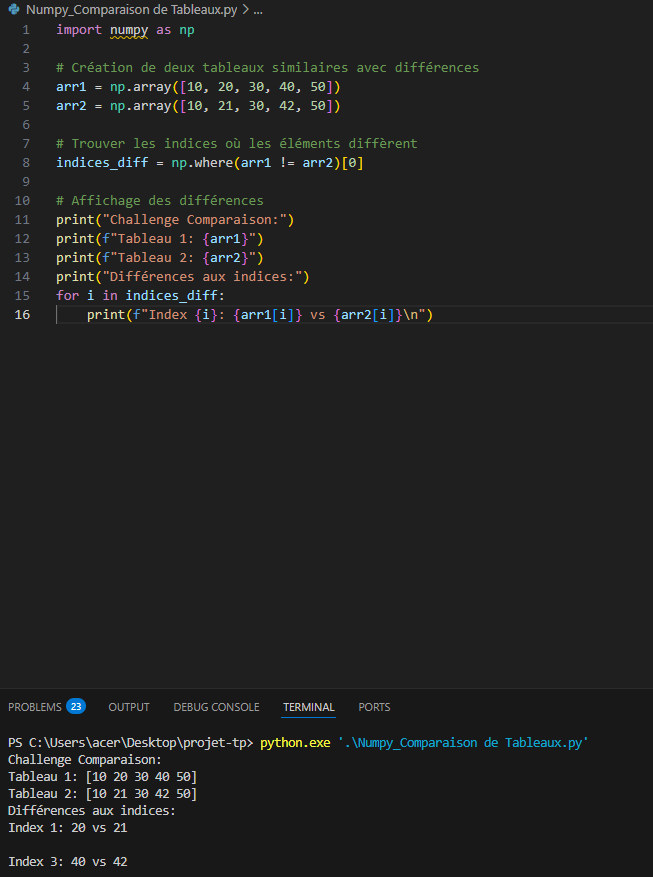 Numpy_Comparaison de Tableaux.py > ...
1 import numpy as np
2
3 # Création de deux tableaux similaires avec différences
4 arr1 = np.array([10, 20, 30, 40, 50])
5 arr2 = np.array([10, 21, 30, 42, 50])
6
7 # Trouver les indices où les éléments diffèrent
8 indices_diff = np.where(arr1 != arr2)[0]
9
10 # Affichage des différences
11 print("Challenge Comparaison:")
12 print(f"Tableau 1: {arr1}")
13 print(f"Tableau 2: {arr2}")
14 print("Différences aux indices:")
15 for i in indices_diff:
16     print(f"Index {i}: {arr1[i]} vs {arr2[i]}\n")
PROBLEMS 23 OUTPUT DEBUG CONSOLE TERMINAL PORTS
PS C:\Users\acer\Desktop\projet-tp> python.exe '.\Numpy_Comparaison de Tableaux.py'
Challenge Comparaison:
Tableau 1: [10 20 30 40 50]
Tableau 2: [10 21 30 42 50]
Différences aux indices:
Index 1: 20 vs 21
Index 3: 40 vs 42